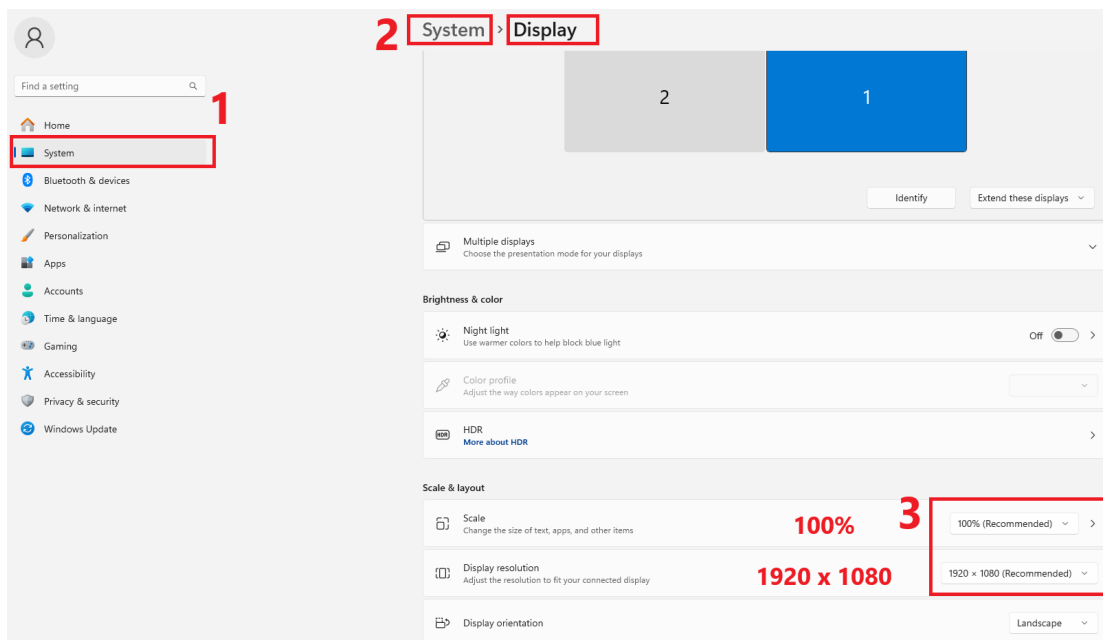 2 System > Display
Find a setting
1
Home
System
Bluetooth & devices
Network & internet
Personalization
Apps
Accounts
Time & language
Gaming
Accessibility
Privacy & security
Windows Update
2 1
Identify Extend these displays
Multiple displays
Choose the presentation mode for your displays
Brightness & color
Night light
Use warmer colors to help block blue light
Off
Color profile
Adjust the way colors appear on your screen
HDR HDR
More about HDR
Scale & layout
Scale
Change the size of text, apps, and other items
100% 3 100% (Recommended)
Display resolution
Adjust the resolution to fit your connected display
1920 x 1080 1920 × 1080 (Recommended)
Display orientation Landscape